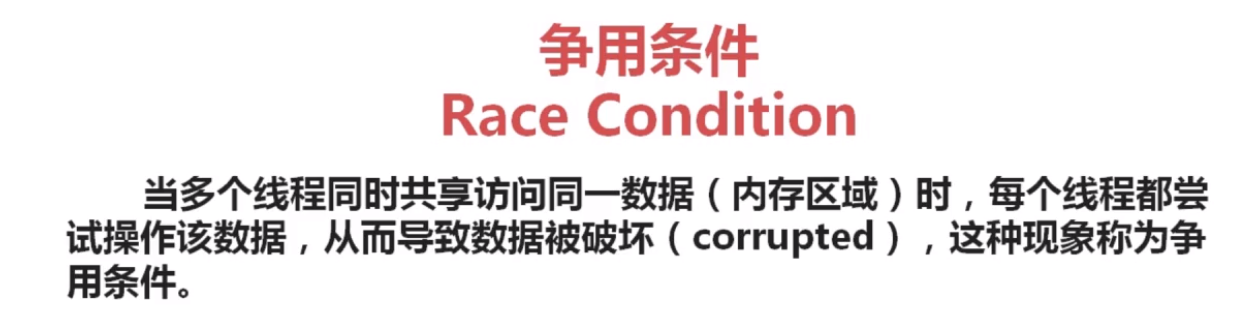 争用条件
Race Condition
当多个线程同时共享访问同一数据（内存区域）时，每个线程都尝
试操作该数据，从而导致数据被破坏（corrupted），这种现象称为争
用条件。